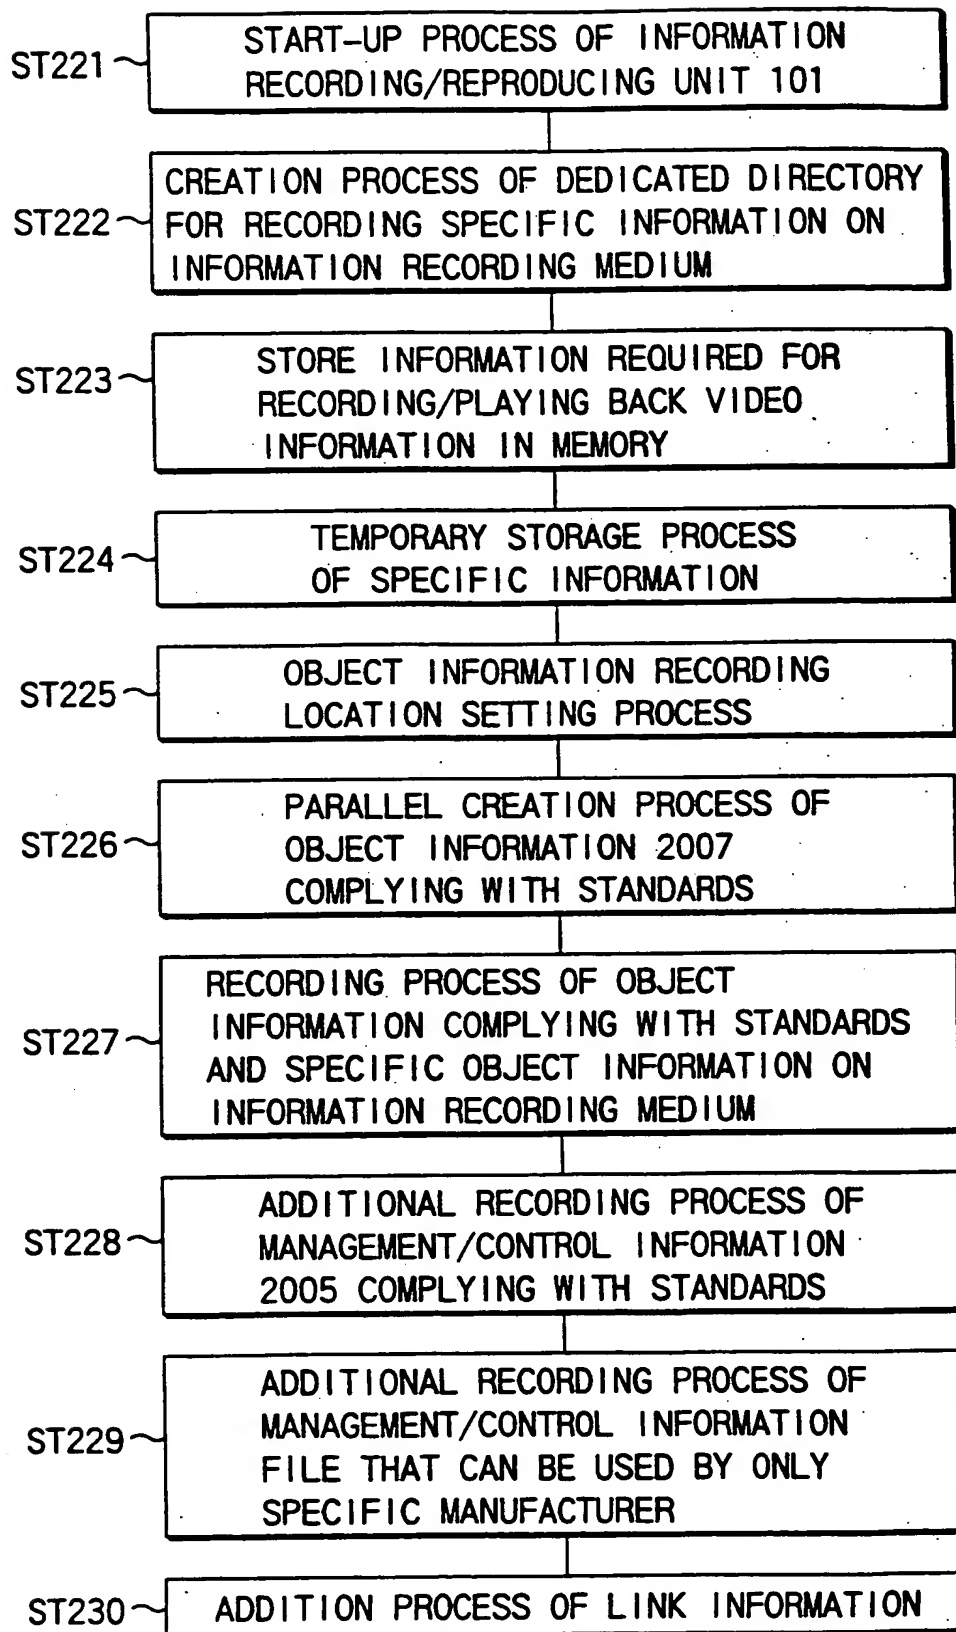 ST221
START-UP PROCESS OF INFORMATION
RECORDING/REPRODUCING UNIT 101
ST222
CREATION PROCESS OF DEDICATED DIRECTORY
FOR RECORDING SPECIFIC INFORMATION ON
INFORMATION RECORDING MEDIUM
ST223
STORE INFORMATION REQUIRED FOR
RECORDING/PLAYING BACK VIDEO
INFORMATION IN MEMORY
ST224
TEMPORARY STORAGE PROCESS
OF SPECIFIC INFORMATION
ST225
OBJECT INFORMATION RECORDING
LOCATION SETTING PROCESS
ST226
PARALLEL CREATION PROCESS OF
OBJECT INFORMATION 2007
COMPLYING WITH STANDARDS
ST227
RECORDING PROCESS OF OBJECT
INFORMATION COMPLYING WITH STANDARDS
AND SPECIFIC OBJECT INFORMATION ON
INFORMATION RECORDING MEDIUM
ST228
ADDITIONAL RECORDING PROCESS OF
MANAGEMENT/CONTROL INFORMATION
2005 COMPLYING WITH STANDARDS
ST229
ADDITIONAL RECORDING PROCESS OF
MANAGEMENT/CONTROL INFORMATION
FILE THAT CAN BE USED BY ONLY
SPECIFIC MANUFACTURER
ST230
ADDITION PROCESS OF LINK INFORMATION